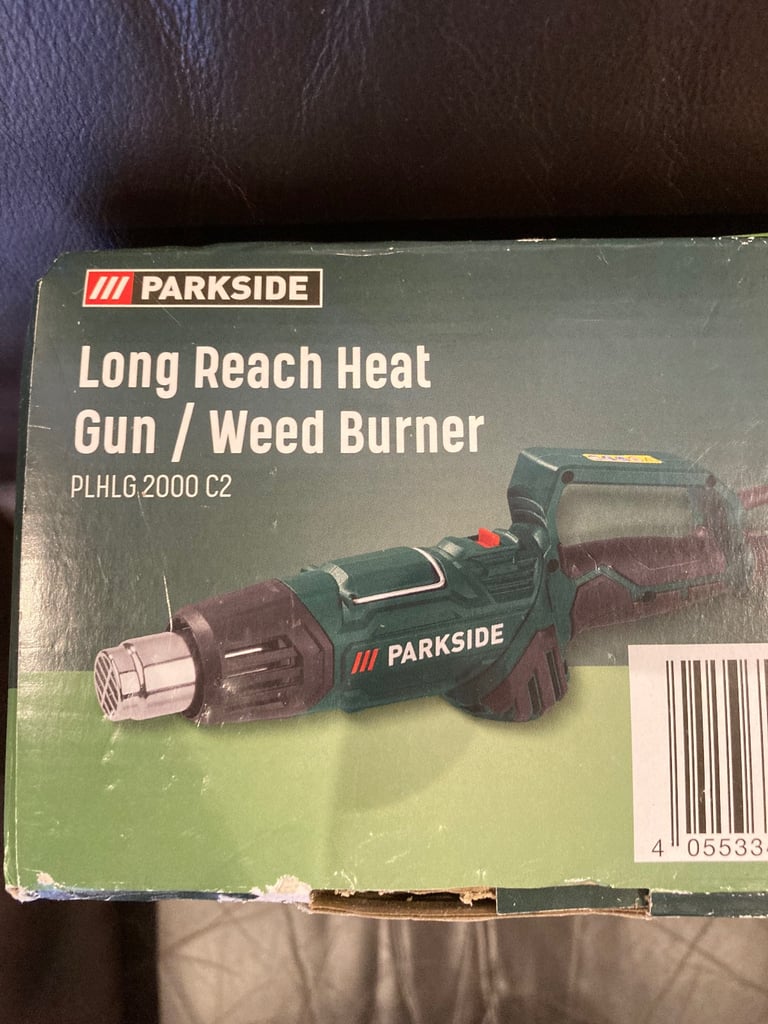 PARKSIDE
Long Reach Heat
Gun / Weed Burner
PLHLG 2000 C2
PARKSIDE
4 05533